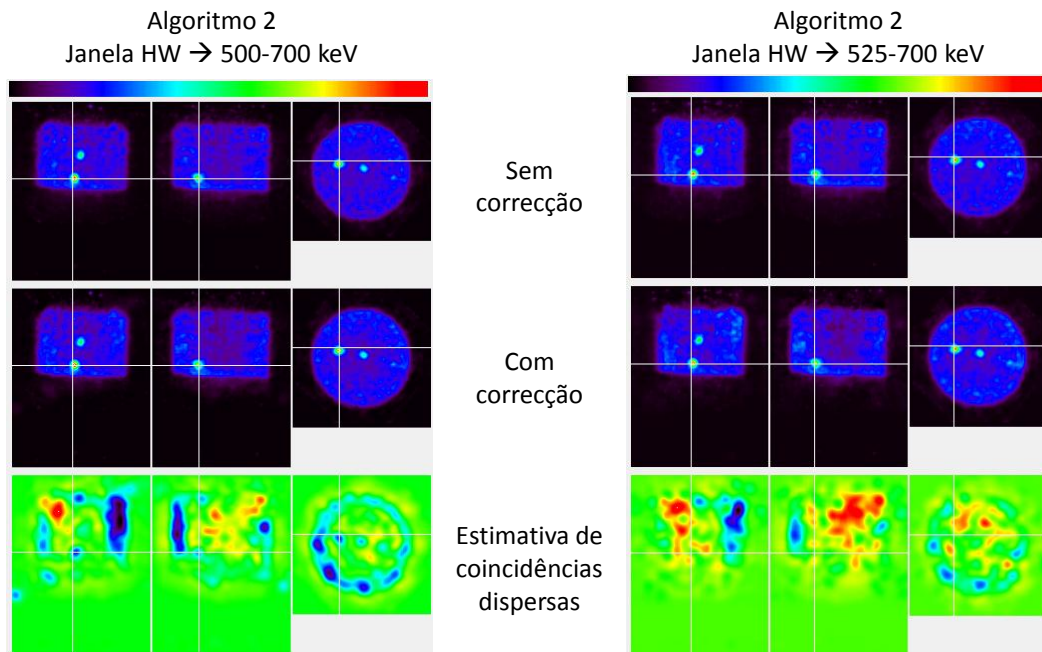 Algoritmo 2
Janela HW → 500-700 keV
Algoritmo 2
Janela HW → 525-700 keV
Sem
correcção
Com
correcção
Estimativa de
coincidências
dispersas